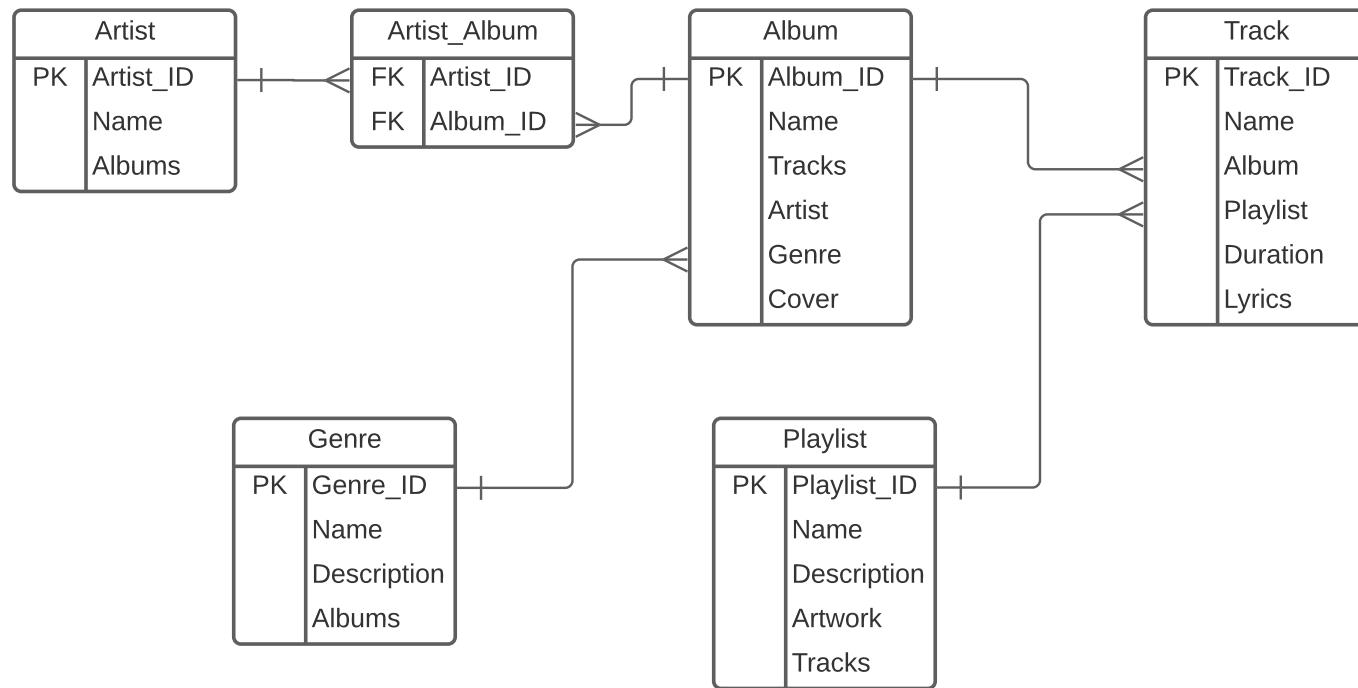 Artist
PK Artist_ID
Name
Albums
Artist_Album
FK Artist_ID
FK Album_ID
Album
PK Album_ID
Name
Tracks
Artist
Genre
Cover
Track
PK Track_ID
Name
Album
Playlist
Duration
Lyrics
Genre
PK Genre_ID
Name
Description
Albums
Playlist
PK Playlist_ID
Name
Description
Artwork
Tracks